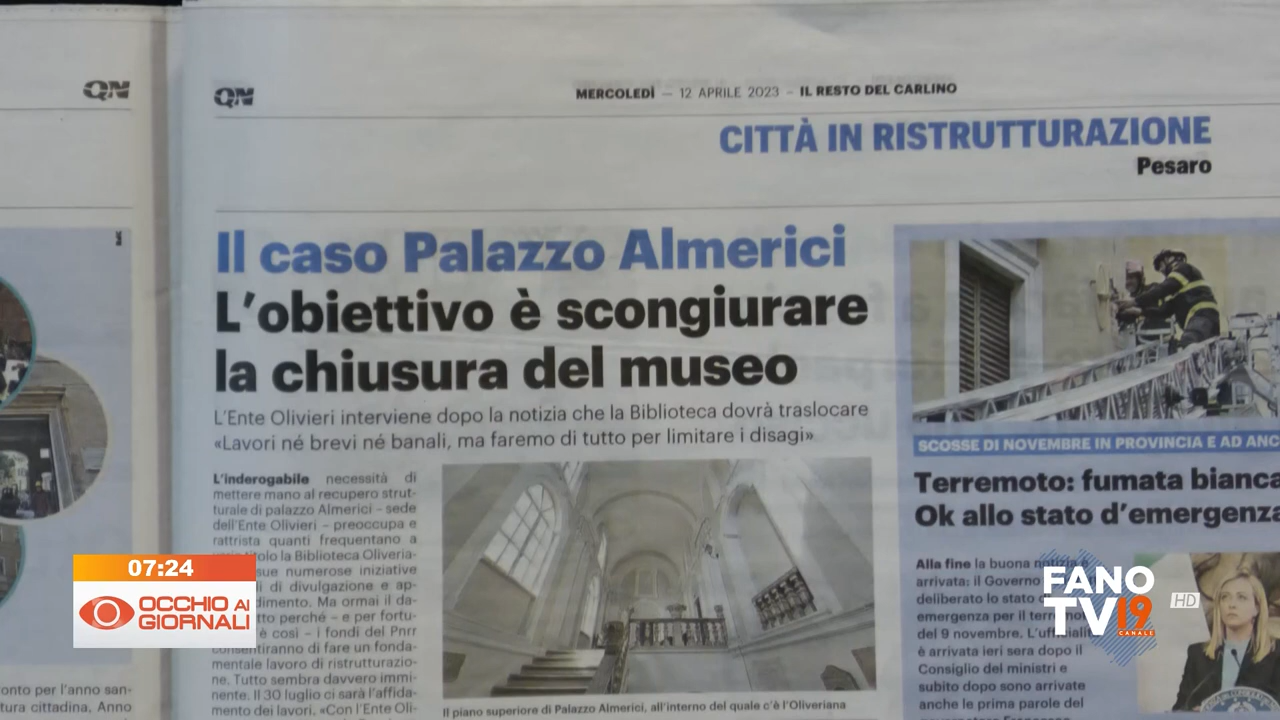 QN
QN
MERCOLEDÌ – 12 APRILE 2023 – IL RESTO DEL CARLINO
CITTÀ IN RISTRUTTURAZIONE
Pesaro
Il caso Palazzo Almerici
L'obiettivo è scongiurare
la chiusura del museo
L'Ente Olivieri interviene dopo la notizia che la Biblioteca dovrà traslocare
«Lavori né brevi né banali, ma faremo di tutto per limitare i disagi»
L'inderogabile necessità di
mettere mano al recupero strut-
turale di palazzo Almerici – sede
dell'Ente Olivieri – preoccupa e
rattrista quanti frequentano a
titolo la Biblioteca Oliveria-
sue numerose iniziative
di divulgazione e ap-
dimento. Ma ormai il da-
tto perché – e per fortu-
è così – i fondi del Pnrr
consentiranno di fare un fonda-
mentale lavoro di ristrutturazio-
ne. Tutto sembra davvero immi-
nente. Il 30 luglio ci sarà l'affida-
mento dei lavori. «Con l'Ente Oli-
Il piano superiore di Palazzo Almerici, all'interno del quale c'è l'Oliveriana
SCOSSE DI NOVEMBRE IN PROVINCIA E AD ANC
Terremoto: fumata bianca
Ok allo stato d'emergenza
Alla fine la buona notizia è
arrivata: il Governo
deliberato lo stato
emergenza per il
del 9 novembre.
è arrivata ieri sera dopo il
Consiglio dei ministri e
subito dopo sono arrivate
anche le prime parole del
onto per l'anno san-
tura cittadina. Anno
07:24
OCCHIO AI
GIORNALI
FANO
TV 19
CANALE
HD